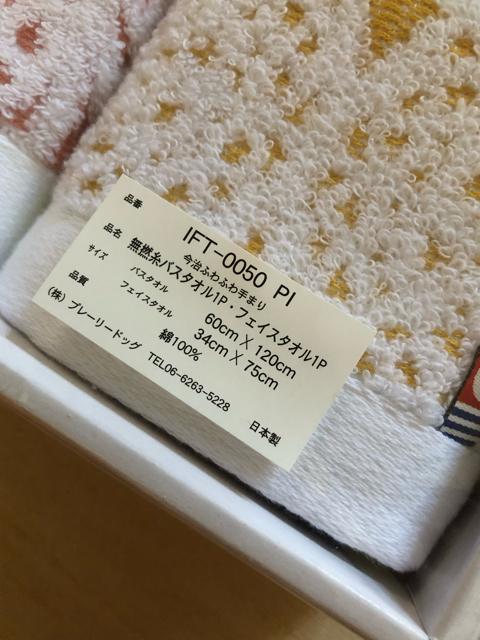 品番 IFT-0050 PI
今治ふわふわ手まり
品名 無撚糸バスタオル1P・フェイスタオル1P
サイズ バスタオル 60cm X 120cm
フェイスタオル 34cm X 75cm
品質 綿100%
(株) プレーリードッグ TEL06-6263-5228 日本製